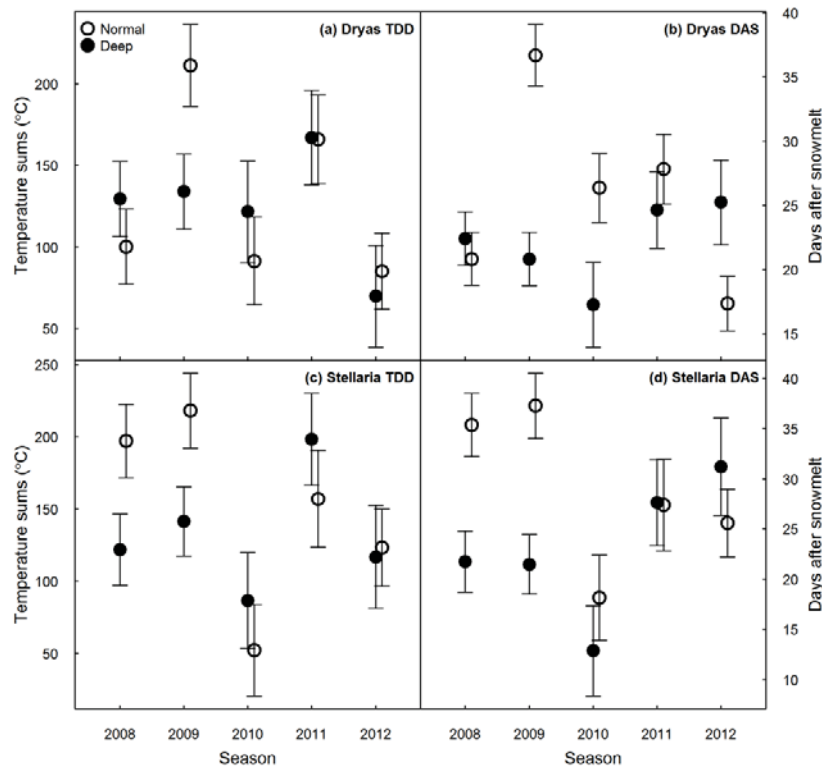 Normal
Deep
(a) Dryas TDD
(b) Dryas DAS
40
35
30
25
20
15
200
150
100
50
Temperature sums (°C)
Days after snowmelt
(c) Stellaria TDD
(d) Stellaria DAS
250
200
150
100
50
40
35
30
25
20
15
10
Temperature sums (°C)
Days after snowmelt
2008 2009 2010 2011 2012
2008 2009 2010 2011 2012
Season
Season